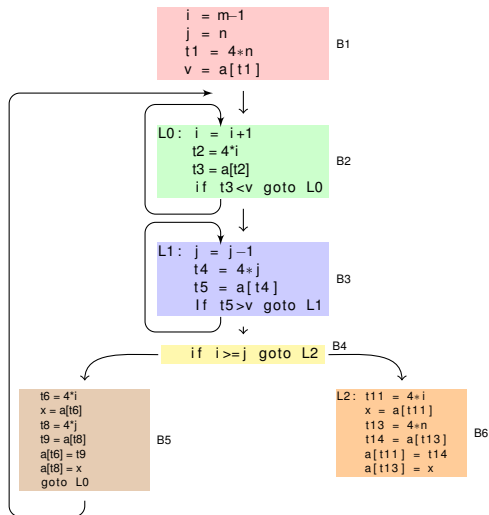 i = m-1
j = n
t1 = 4*n
v = a[t1]
B1
L0: i = i+1
t2 = 4*i
t3 = a[t2]
if t3<v goto L0
B2
L1: j = j-1
t4 = 4*j
t5 = a[t4]
If t5>v goto L1
B3
if i>=j goto L2
B4
t6 = 4*i
x = a[t6]
t8 = 4*j
t9 = a[t8]
a[t6] = t9
a[t8] = x
goto L0
B5
L2: t11 = 4*i
x = a[t11]
t13 = 4*n
t14 = a[t13]
a[t11] = t14
a[t13] = x
B6